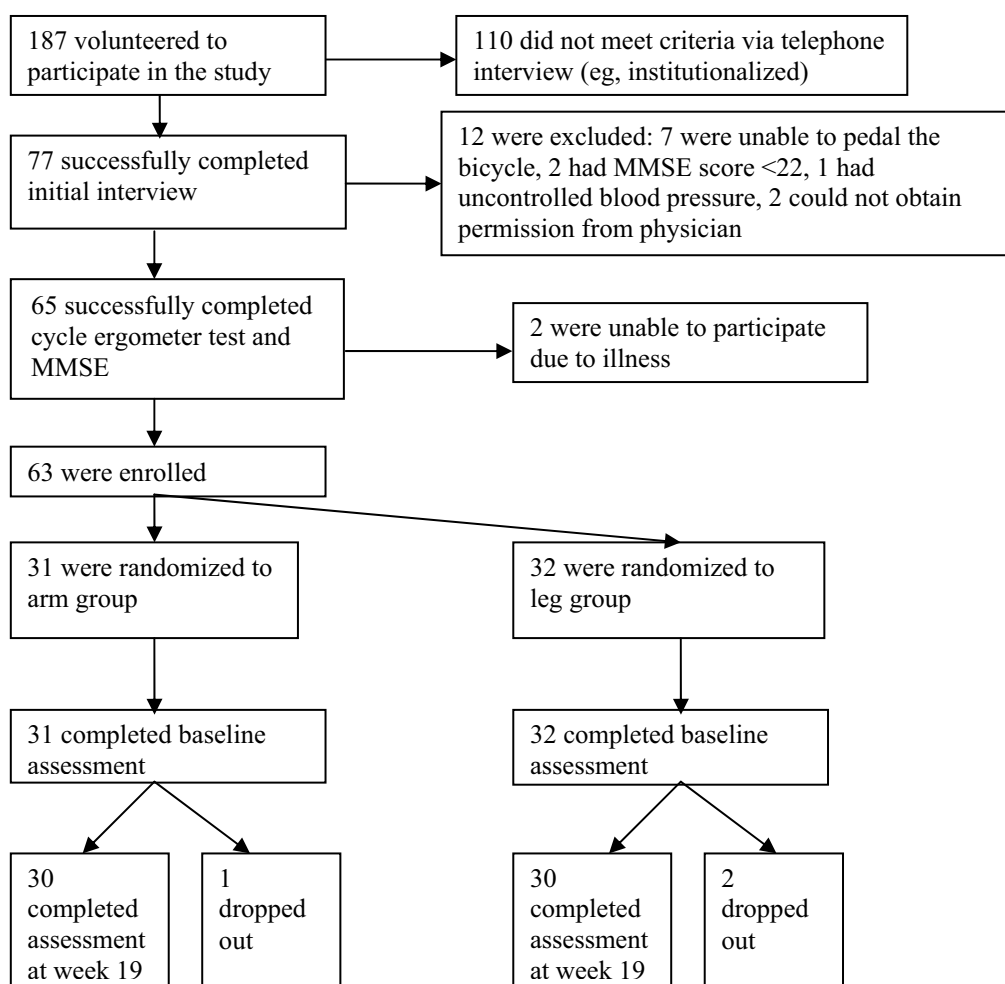 187 volunteered to
participate in the study
110 did not meet criteria via telephone
interview (eg, institutionalized)
77 successfully completed
initial interview
12 were excluded: 7 were unable to pedal the
bicycle, 2 had MMSE score <22, 1 had
uncontrolled blood pressure, 2 could not obtain
permission from physician
65 successfully completed
cycle ergometer test and
MMSE
2 were unable to participate
due to illness
63 were enrolled
31 were randomized to
arm group
32 were randomized to
leg group
31 completed baseline
assessment
32 completed baseline
assessment
30
completed
assessment
at week 19
1
dropped
out
30
completed
assessment
at week 19
2
dropped
out